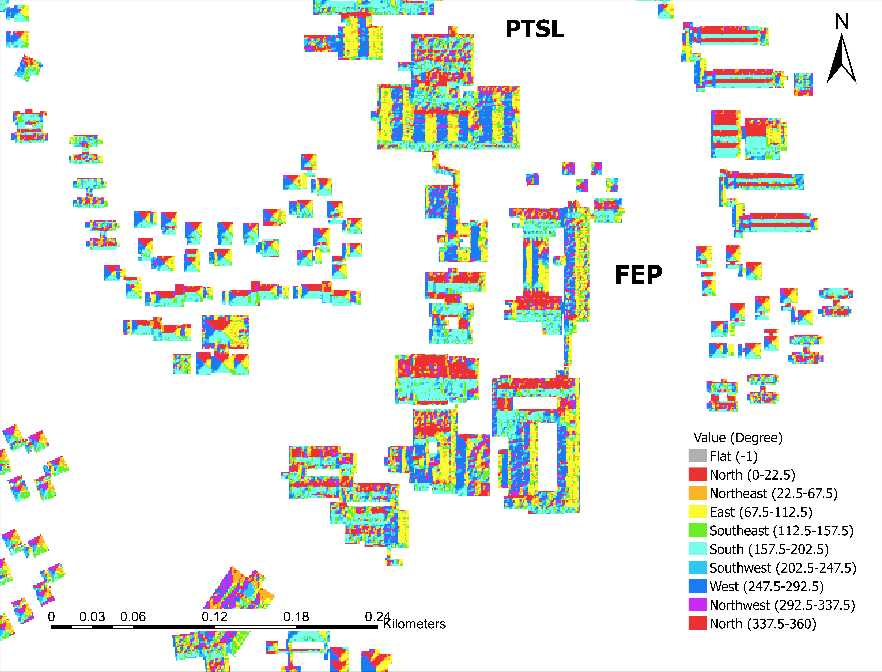 PTSL
N
FEP
Value (Degree)
Flat (-1)
North (0-22.5)
Northeast (22.5-67.5)
East (67.5-112.5)
Southeast (112.5-157.5)
South (157.5-202.5)
Southwest (202.5-247.5)
West (247.5-292.5)
Northwest (292.5-337.5)
North (337.5-360)
0 0.03 0.06 0.12 0.18 0.24
Kilometers